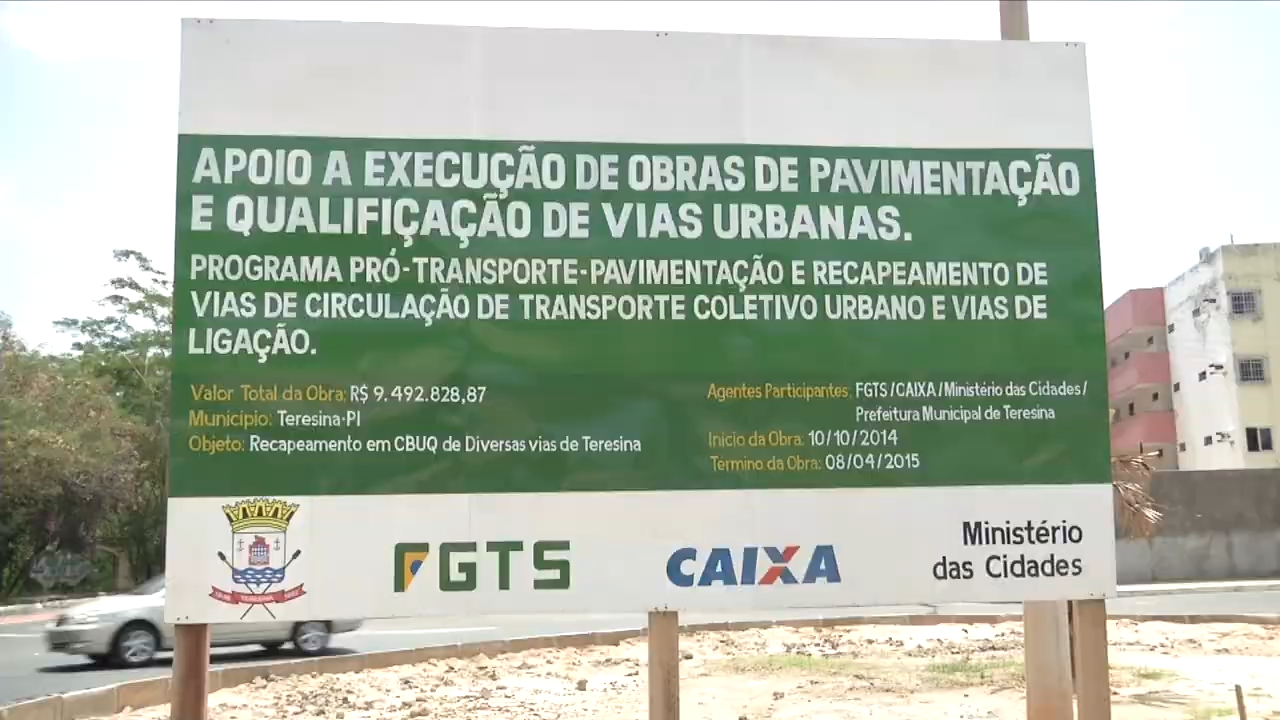 APOIO A EXECUÇÃO DE OBRAS DE PAVIMENTAÇÃO
E QUALIFIÇAÇÃO DE VIAS URBANAS.
PROGRAMA PRÓ-TRANSPORTE-PAVIMENTAÇÃO E RECAPEAMENTO DE
VIAS DE CIRCULAÇÃO DE TRANSPORTE COLETIVO URBANO E VIAS DE
LIGAÇÃO.
Valor Total da Obra: R$ 9.492.828,87
Município: Teresina-PI
Objeto: Recapeamento em CBUQ de Diversas vias de Teresina
Agentes Participantes: FGTS/CAIXA/Ministério das Cidades/
Prefeitura Municipal de Teresina
Início da Obra: 10/10/2014
Término da Obra: 08/04/2015
TERESINA
FGTS
CAIXA
Ministério
das Cidades